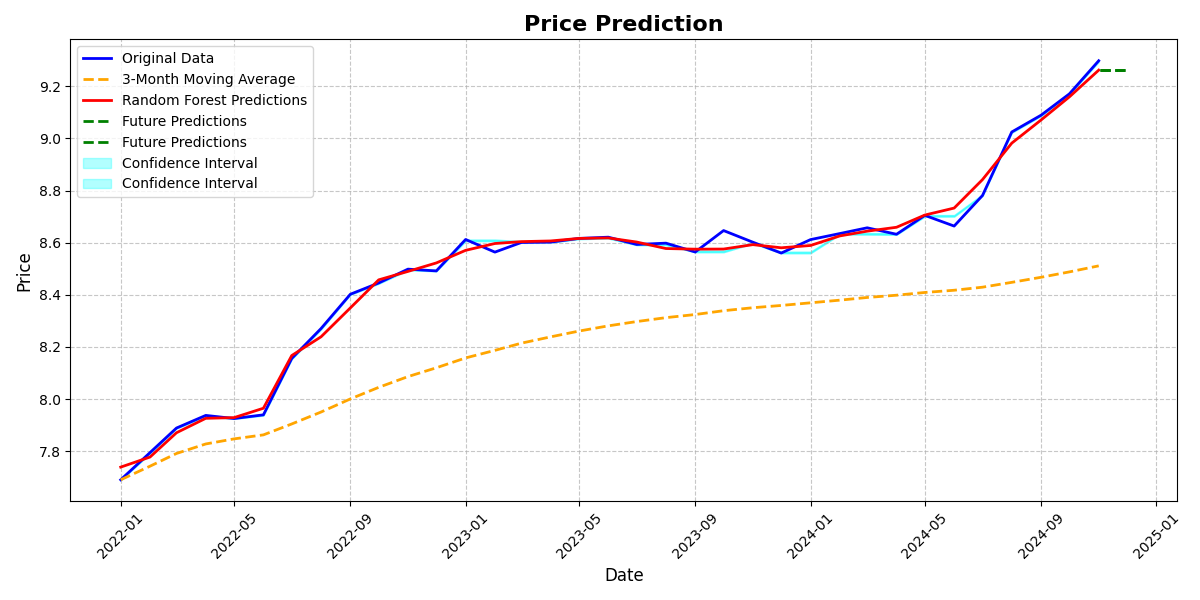 Price Prediction
Original Data
3-Month Moving Average
Random Forest Predictions
Future Predictions
Future Predictions
Confidence Interval
Confidence Interval
Price
9.2
9.0
8.8
8.6
8.4
8.2
8.0
7.8
2022-01
2022-05
2022-09
2023-01
2023-05
2023-09
2024-01
2024-05
2024-09
2025-01
Date